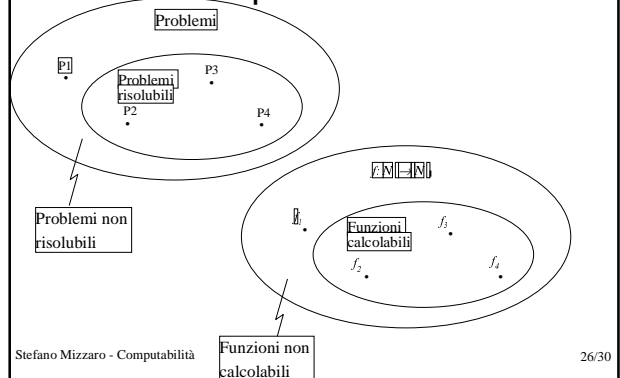 Problemi
P1
Problemi
risolubili
P3
P2
P4
Problemi non
risolubili
f: N → N
f₁
Funzioni
calcolabili
f₃
f₂
f₄
Funzioni non
calcolabili
Stefano Mizzaro - Computabilità
26/30